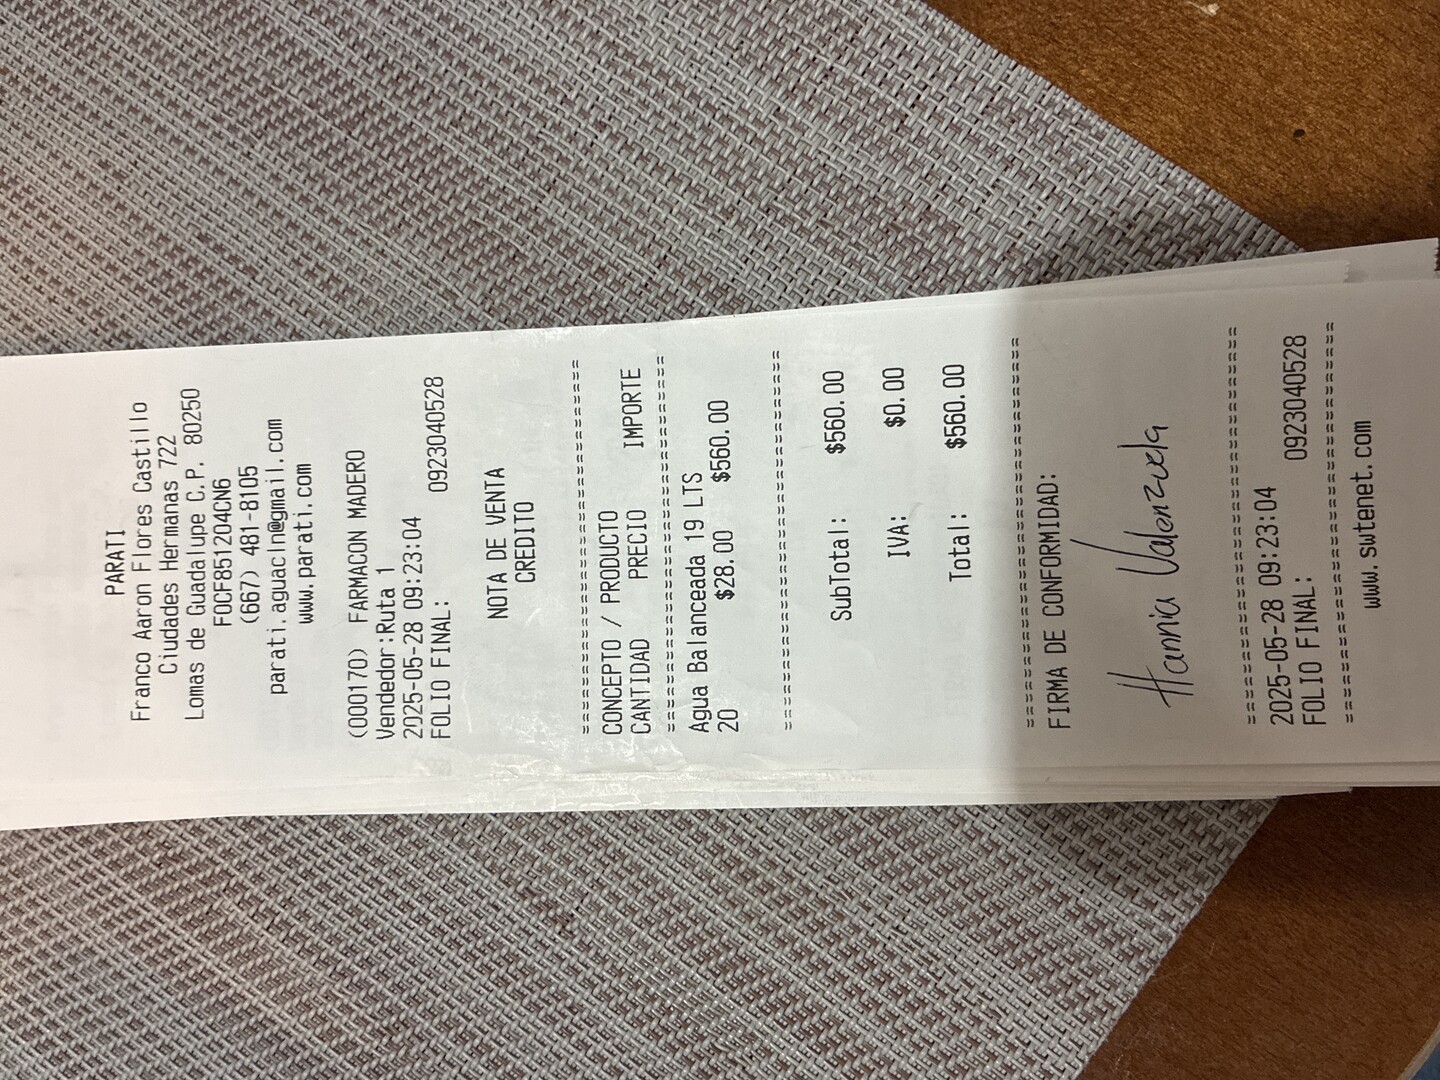 PARATI
Franco Aaron Flores Castillo
Ciudades Hermanas 722
Lomas de Guadalupe C.P. 80250
FOCF851204CN6
(667) 481-8105
parati.aguacln@gmail.com
www.parati.com
(000170) FARMACON MADERO
Vendedor:Ruta 1
2025-05-28 09:23:04
FOLIO FINAL: 0923040528
NOTA DE VENTA
CREDITO
===================================
CONCEPTO / PRODUCTO
CANTIDAD PRECIO IMPORTE
===================================
Agua Balanceada 19 LTS
20 $28.00 $560.00
===================================
SubTotal: $560.00
IVA: $0.00
Total: $560.00
===================================
FIRMA DE CONFORMIDAD:
Hannia Valenzuela
===================================
2025-05-28 09:23:04
FOLIO FINAL: 0923040528
===================================
www.swtenet.com